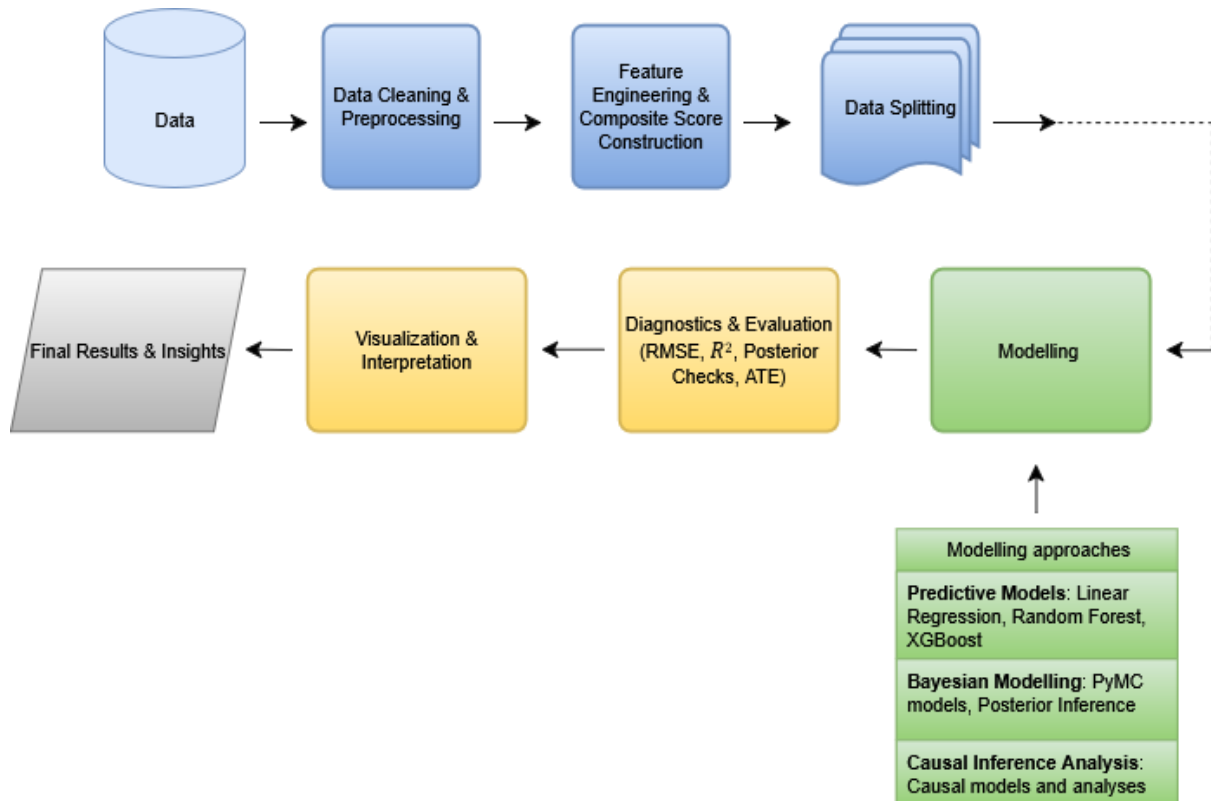 Data
Data Cleaning &
Preprocessing
Feature
Engineering &
Composite Score
Construction
Data Splitting
Final Results & Insights
Visualization &
Interpretation
Diagnostics & Evaluation
(RMSE, R², Posterior
Checks, ATE)
Modelling
Modelling approaches
Predictive Models: Linear
Regression, Random Forest,
XGBoost
Bayesian Modelling: PyMC
models, Posterior Inference
Causal Inference Analysis:
Causal models and analyses